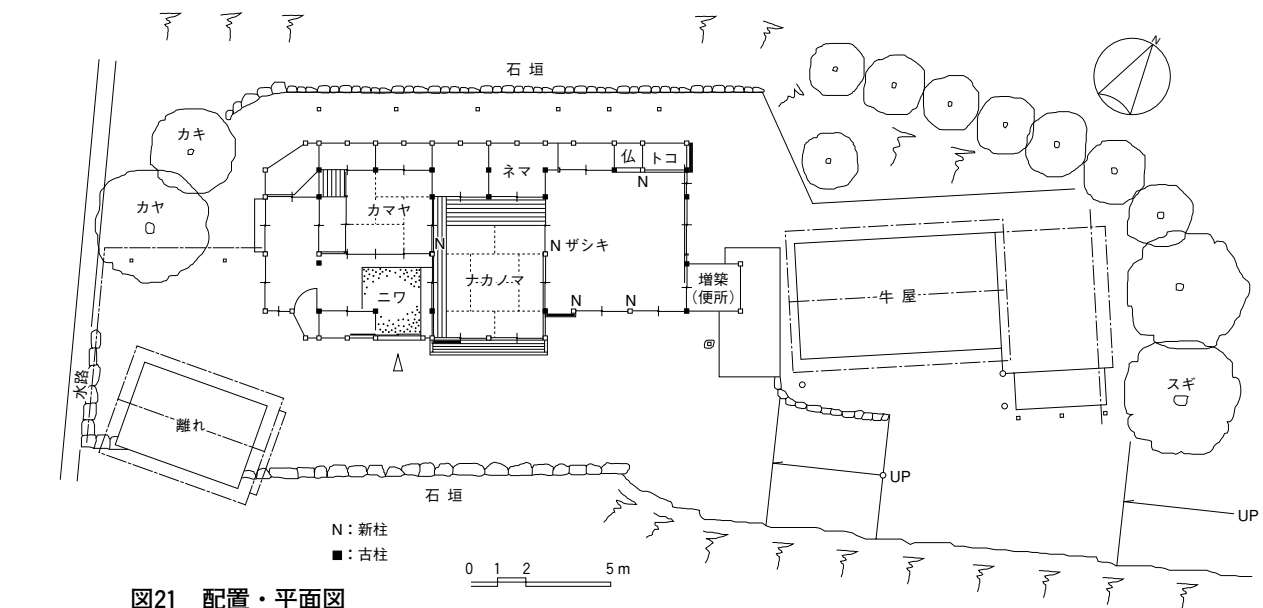 N
石 垣
カキ
仏
トコ
ネマ
N
カヤ
カマヤ
N
N
ザシキ
ナカノマ
ニワ
増築
（便所）
N
N
牛 屋
水路
離れ
スギ
UP
UP
石 垣
N：新柱
■：古柱
0 1 2 5 m
図21 配置・平面図